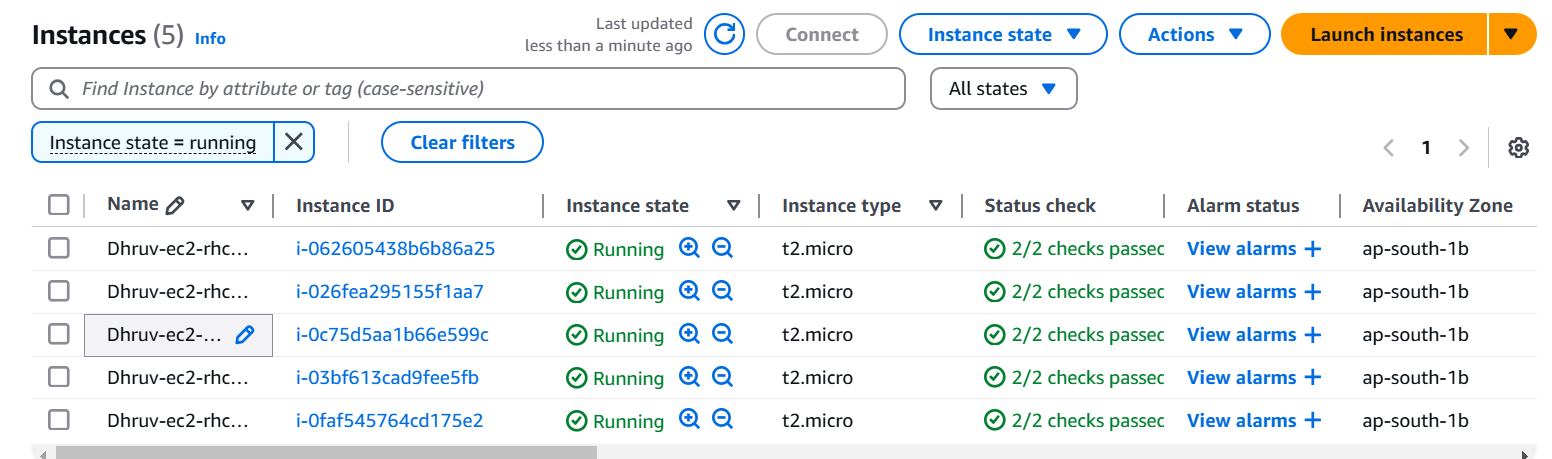 Instances (5) Info
Last updated
less than a minute ago
Connect
Instance state
Actions
Launch instances
Find Instance by attribute or tag (case-sensitive)
All states
Instance state = running
Clear filters
1
Name Instance ID Instance state Instance type Status check Alarm status Availability Zone
Dhruv-ec2-rhc... i-062605438b6b86a25 Running t2.micro 2/2 checks passec View alarms + ap-south-1b
Dhruv-ec2-rhc... i-026fea295155f1aa7 Running t2.micro 2/2 checks passec View alarms + ap-south-1b
Dhruv-ec2-... i-0c75d5aa1b66e599c Running t2.micro 2/2 checks passec View alarms + ap-south-1b
Dhruv-ec2-rhc... i-03bf613cad9fee5fb Running t2.micro 2/2 checks passec View alarms + ap-south-1b
Dhruv-ec2-rhc... i-0faf545764cd175e2 Running t2.micro 2/2 checks passec View alarms + ap-south-1b